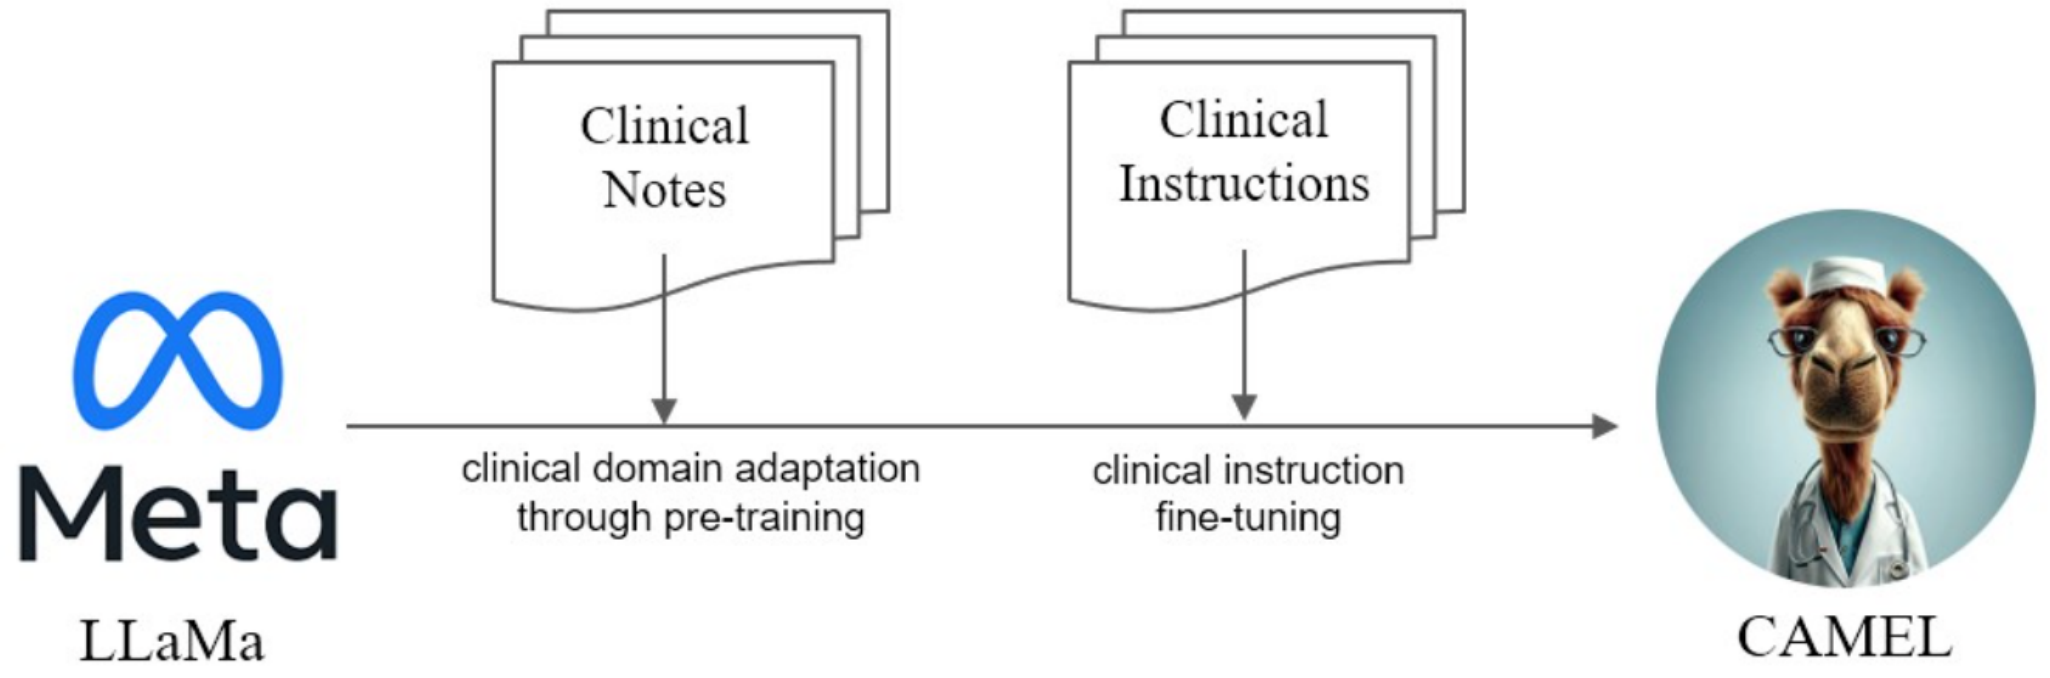 Clinical
Notes
Clinical
Instructions
clinical domain adaptation
through pre-training
clinical instruction
fine-tuning
Meta
LLaMa
CAMEL